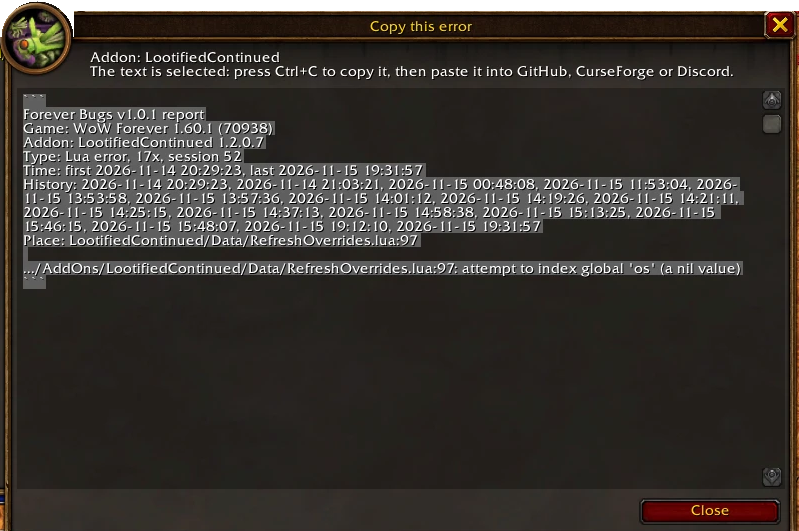 Copy this error
Addon: LootifiedContinued
The text is selected: press Ctrl+C to copy it, then paste it into GitHub, CurseForge or Discord.
```
Forever Bugs v1.0.1 report
Game: WoW Forever 1.60.1 (70938)
Addon: LootifiedContinued 1.2.0.7
Type: Lua error, 17x, session 52
Time: first 2026-11-14 20:29:23, last 2026-11-15 19:31:57
History: 2026-11-14 20:29:23, 2026-11-14 21:03:21, 2026-11-15 00:48:08, 2026-11-15 11:53:04, 2026-
11-15 13:53:58, 2026-11-15 13:57:36, 2026-11-15 14:01:12, 2026-11-15 14:19:26, 2026-11-15 14:21:11,
2026-11-15 14:25:15, 2026-11-15 14:37:13, 2026-11-15 14:58:38, 2026-11-15 15:13:25, 2026-11-15
15:46:15, 2026-11-15 15:48:07, 2026-11-15 19:12:10, 2026-11-15 19:31:57
Place: LootifiedContinued/Data/RefreshOverrides.lua:97
.../AddOns/LootifiedContinued/Data/RefreshOverrides.lua:97: attempt to index global 'os' (a nil value)
```
Close